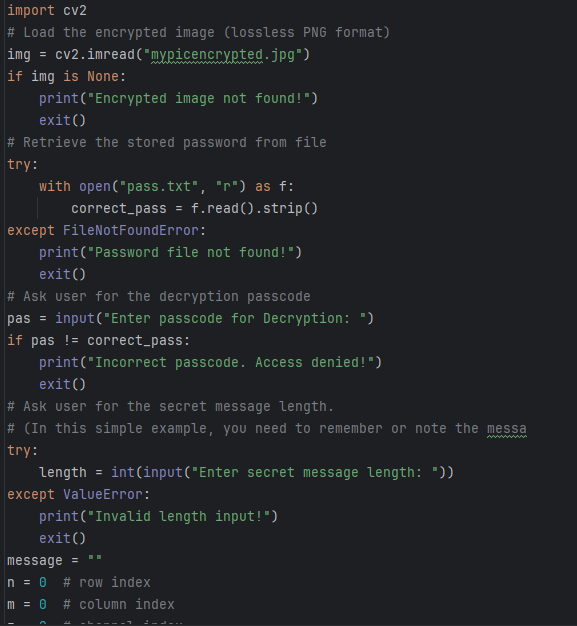 import cv2
# Load the encrypted image (lossless PNG format)
img = cv2.imread("mypicencrypted.jpg")
if img is None:
    print("Encrypted image not found!")
    exit()
# Retrieve the stored password from file
try:
    with open("pass.txt", "r") as f:
        correct_pass = f.read().strip()
except FileNotFoundError:
    print("Password file not found!")
    exit()
# Ask user for the decryption passcode
pas = input("Enter passcode for Decryption: ")
if pas != correct_pass:
    print("Incorrect passcode. Access denied!")
    exit()
# Ask user for the secret message length.
# (In this simple example, you need to remember or note the messa
try:
    length = int(input("Enter secret message length: "))
except ValueError:
    print("Invalid length input!")
    exit()
message = ""
n = 0  # row index
m = 0  # column index